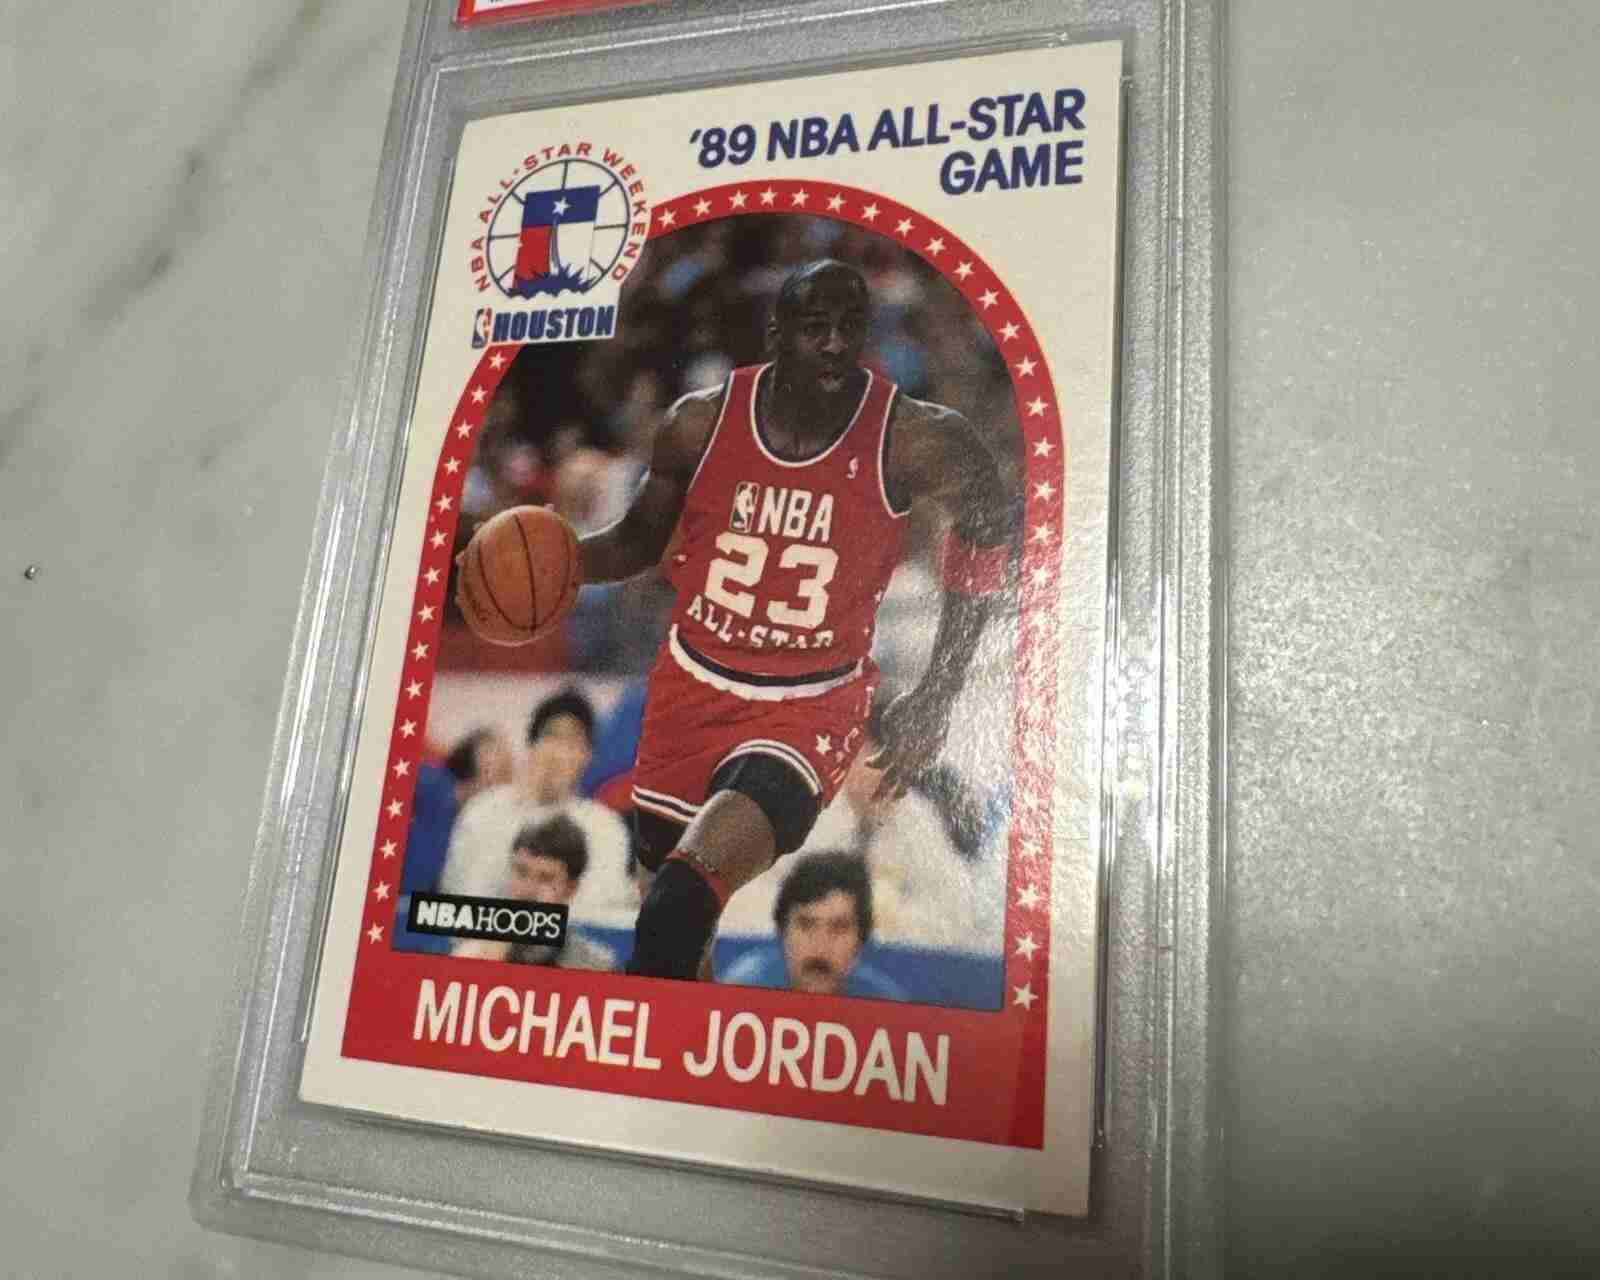 '89 NBA ALL-STAR
GAME
NBA ALL-STAR WEEKEND
HOUSTON
NBA
23
ALL-STAR
NBA HOOPS
MICHAEL JORDAN